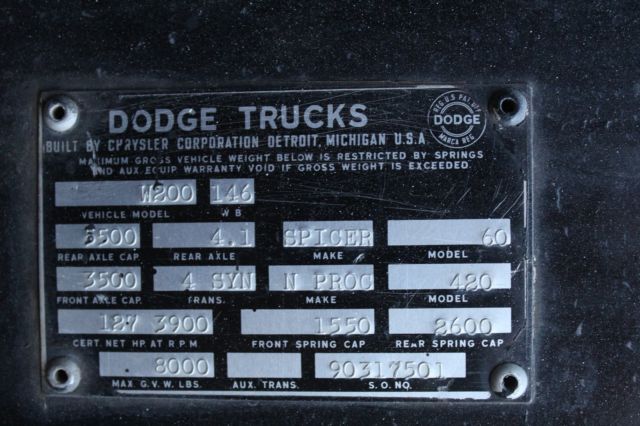 DODGE TRUCKS
REG. U.S. PAT. OFF. DODGE MARCA REG.
BUILT BY CHRYSLER CORPORATION DETROIT, MICHIGAN U.S.A.
MAXIMUM GROSS VEHICLE WEIGHT BELOW IS RESTRICTED BY SPRINGS
AND AUX. EQUIP. WARRANTY VOID IF GROSS WEIGHT IS EXCEEDED.
W200 146
VEHICLE MODEL W B
5500 4.1 SPICER 60
REAR AXLE CAP. REAR AXLE MAKE MODEL
3500 4 SYN N PROC 420
FRONT AXLE CAP. TRANS. MAKE MODEL
127 3900 1550 2600
CERT. NET HP AT R P M FRONT SPRING CAP REAR SPRING CAP
8000 90317501
MAX. G.V.W. LBS. AUX. TRANS. S.O. NO.